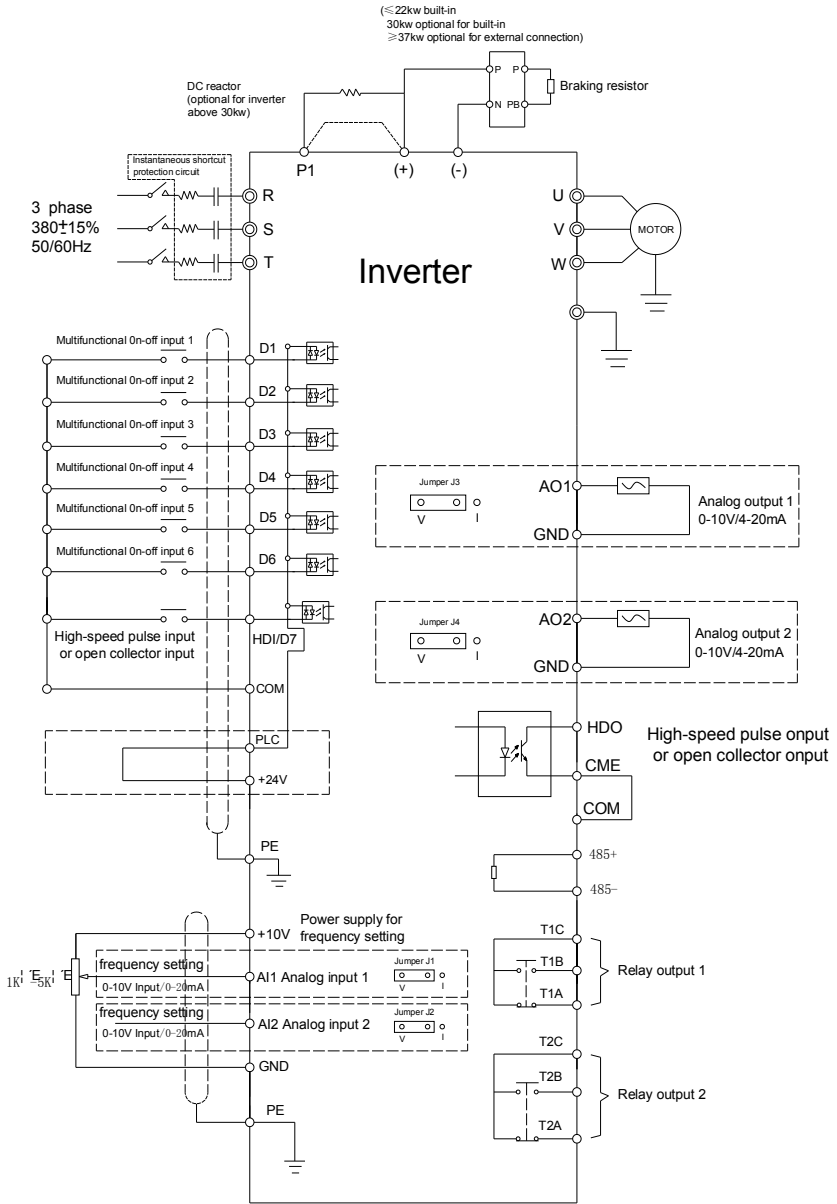 (≤22kw built-in
30kw optional for built-in
≥37kw optional for external connection)
DC reactor
(optional for inverter
above 30kw)
P P
N PB
Braking resistor
P1 (+) (-)
Instantaneous shortcut
protection circuit
3 phase
380±15%
50/60Hz
R
S
T
Inverter
U
V
W
MOTOR
Multifunctional 0n-off input 1
D1
Multifunctional 0n-off input 2
D2
Multifunctional 0n-off input 3
D3
Multifunctional 0n-off input 4
D4
Multifunctional 0n-off input 5
D5
Multifunctional 0n-off input 6
D6
High-speed pulse input
or open collector input
HDI/D7
COM
PLC
+24V
PE
Jumper J3
V I
AO1
GND
Analog output 1
0-10V/4-20mA
Jumper J4
V I
AO2
GND
Analog output 2
0-10V/4-20mA
HDO
CME
COM
High-speed pulse onput
or open collector onput
485+
485-
+10V
Power supply for
frequency setting
frequency setting
0-10V Input/0-20mA
AI1 Analog input 1
Jumper J1
V I
frequency setting
0-10V Input/0-20mA
AI2 Analog input 2
Jumper J2
V I
GND
PE
T1C
T1B
T1A
Relay output 1
T2C
T2B
T2A
Relay output 2